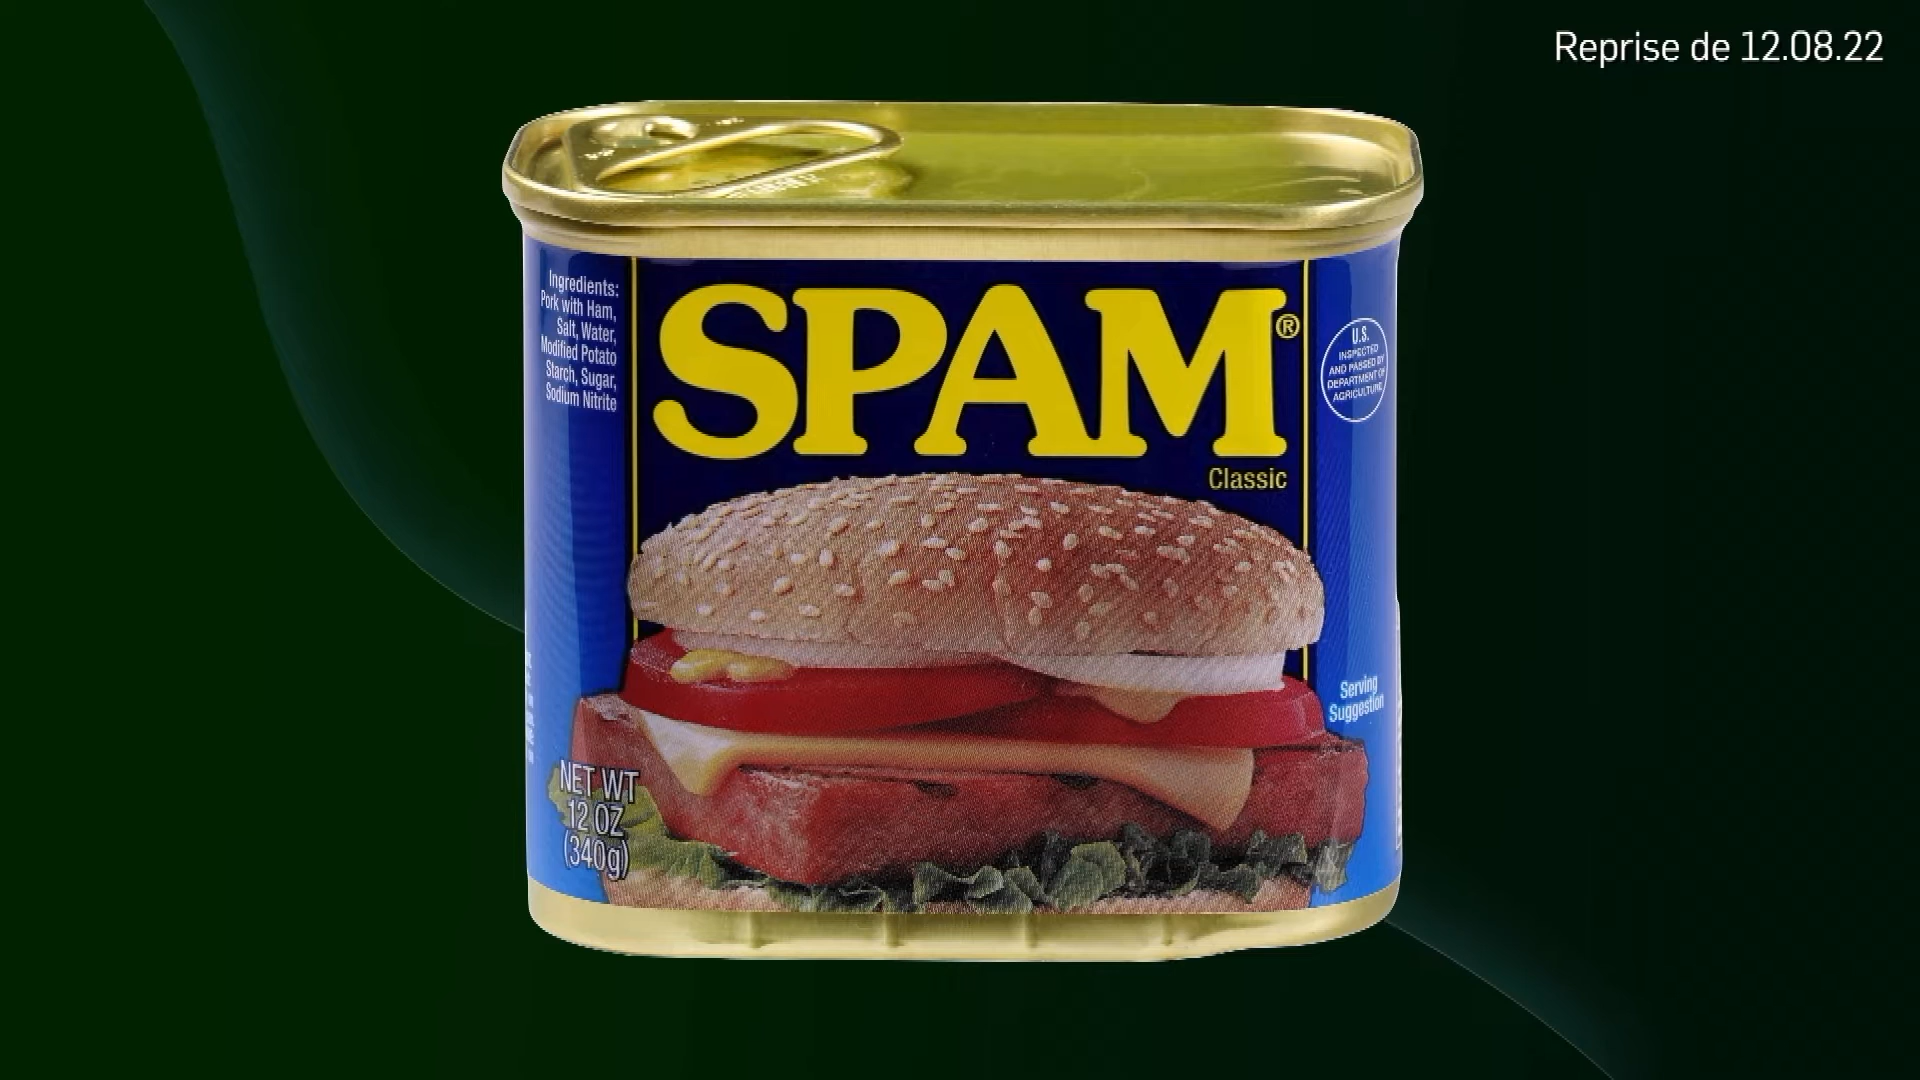 Reprise de 12.08.22
Ingredients:
Pork with Ham,
Salt, Water,
Modified Potato
Starch, Sugar,
Sodium Nitrite
SPAM®
Classic
U.S.
INSPECTED
AND PASSED BY
DEPARTMENT OF
AGRICULTURE
Serving
Suggestion
NET WT
12 OZ
(340g)